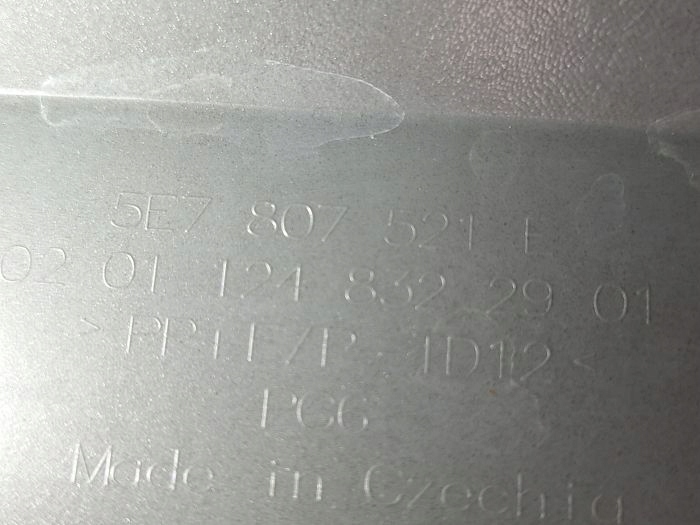 5E7 807 521 F
02 01 124 832 29 01
>PP+E/P-TD12<
PG6
Made in Czechia